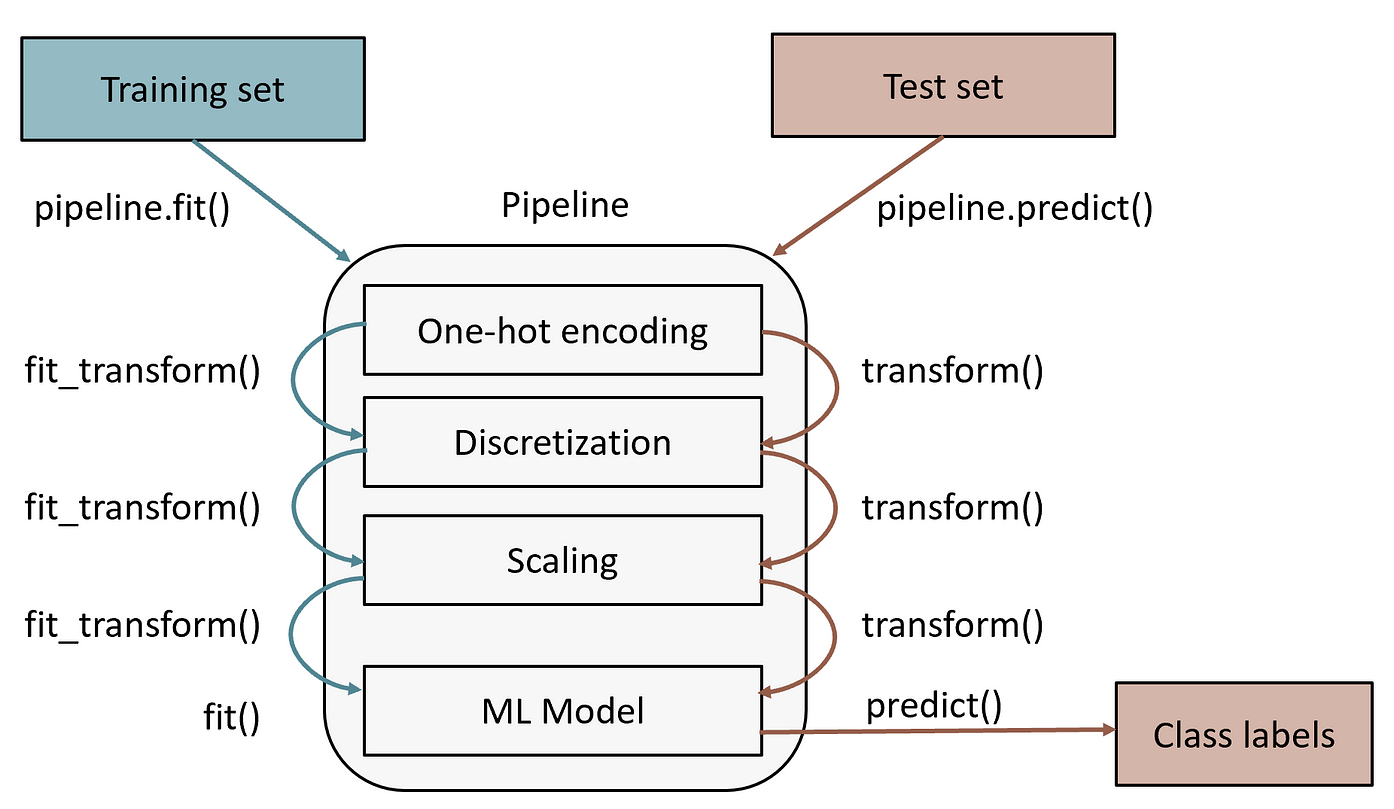 Training set
Test set
pipeline.fit()
Pipeline
pipeline.predict()
One-hot encoding
fit_transform()
transform()
Discretization
fit_transform()
transform()
Scaling
fit_transform()
transform()
fit()
ML Model
predict()
Class labels